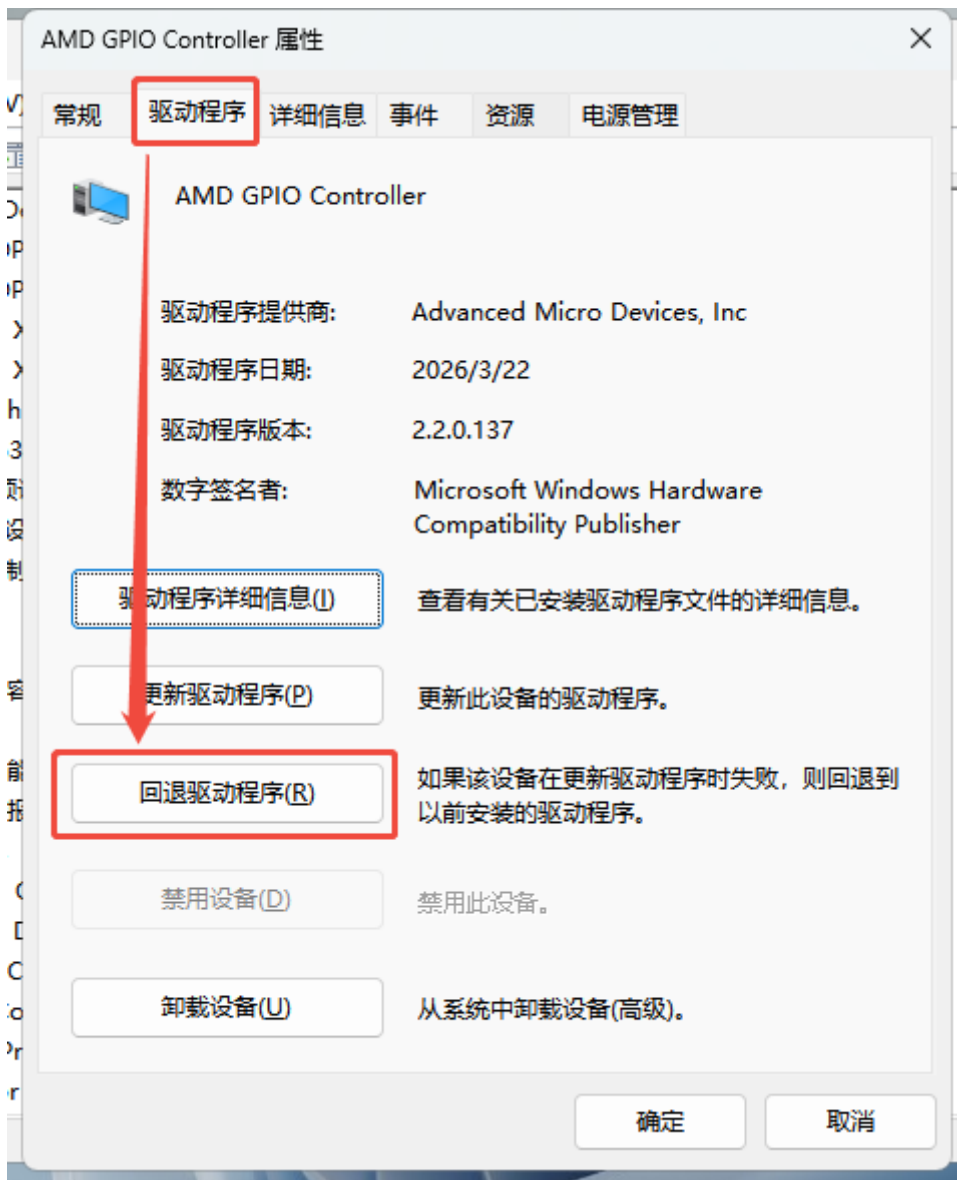 AMD GPIO Controller 属性
常规 驱动程序 详细信息 事件 资源 电源管理
AMD GPIO Controller
驱动程序提供商: Advanced Micro Devices, Inc
驱动程序日期: 2026/3/22
驱动程序版本: 2.2.0.137
数字签名者: Microsoft Windows Hardware
Compatibility Publisher
驱动程序详细信息(I) 查看有关已安装驱动程序文件的详细信息。
更新驱动程序(P) 更新此设备的驱动程序。
回退驱动程序(R) 如果该设备在更新驱动程序时失败，则回退到
以前安装的驱动程序。
禁用设备(D) 禁用此设备。
卸载设备(U) 从系统中卸载设备(高级)。
确定 取消